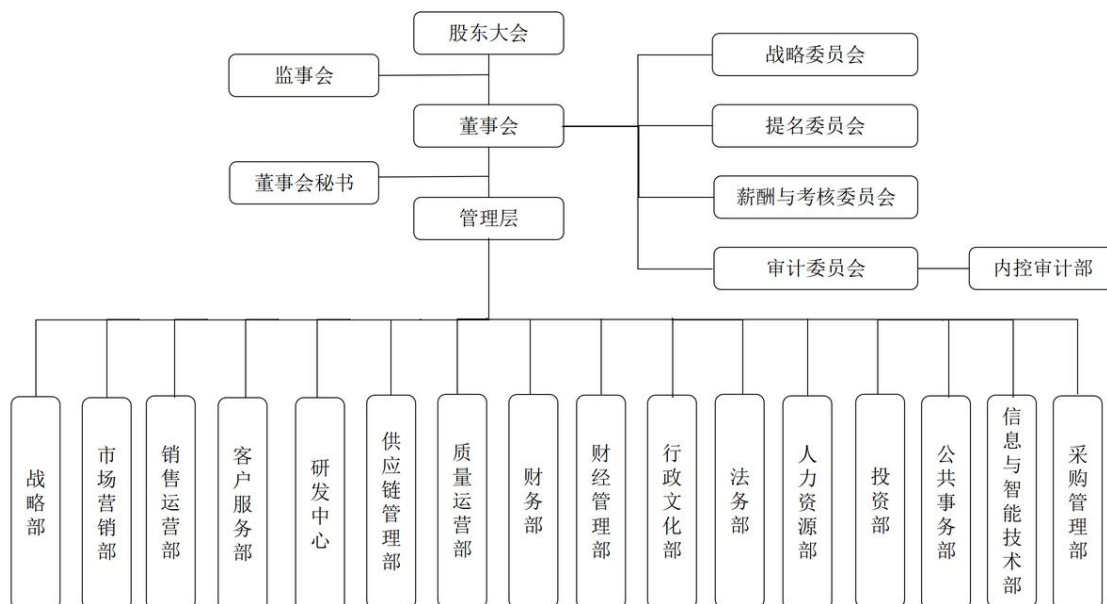 股东大会
监事会
战略委员会
董事会
提名委员会
董事会秘书
薪酬与考核委员会
管理层
审计委员会
内控审计部
战略部
市场营销部
销售运营部
客户服务部
研发中心
供应链管理部
质量运营部
财务部
财经管理部
行政文化部
法务部
人力资源部
投资部
公共事务部
信息与智能技术部
采购管理部